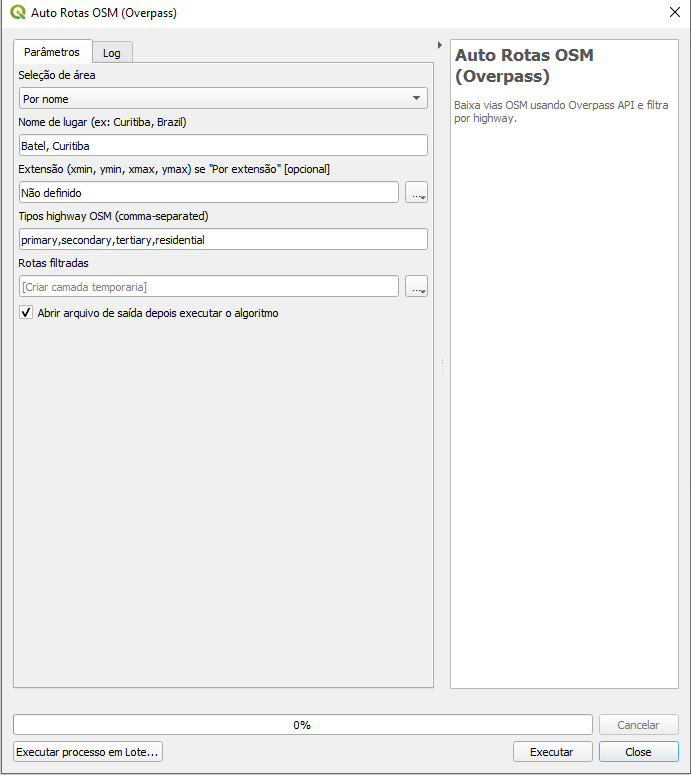 Auto Rotas OSM (Overpass)
Parâmetros
Log
Seleção de área
Por nome
Nome de lugar (ex: Curitiba, Brazil)
Batel, Curitiba
Extensão (xmin, ymin, xmax, ymax) se "Por extensão" [opcional]
Não definido
...
Tipos highway OSM (comma-separated)
primary,secondary,tertiary,residential
Rotas filtradas
[Criar camada temporaria]
...
Abrir arquivo de saída depois executar o algoritmo
Auto Rotas OSM
(Overpass)
Baixa vias OSM usando Overpass API e filtra
por highway.
0%
Cancelar
Executar processo em Lote...
Executar
Close